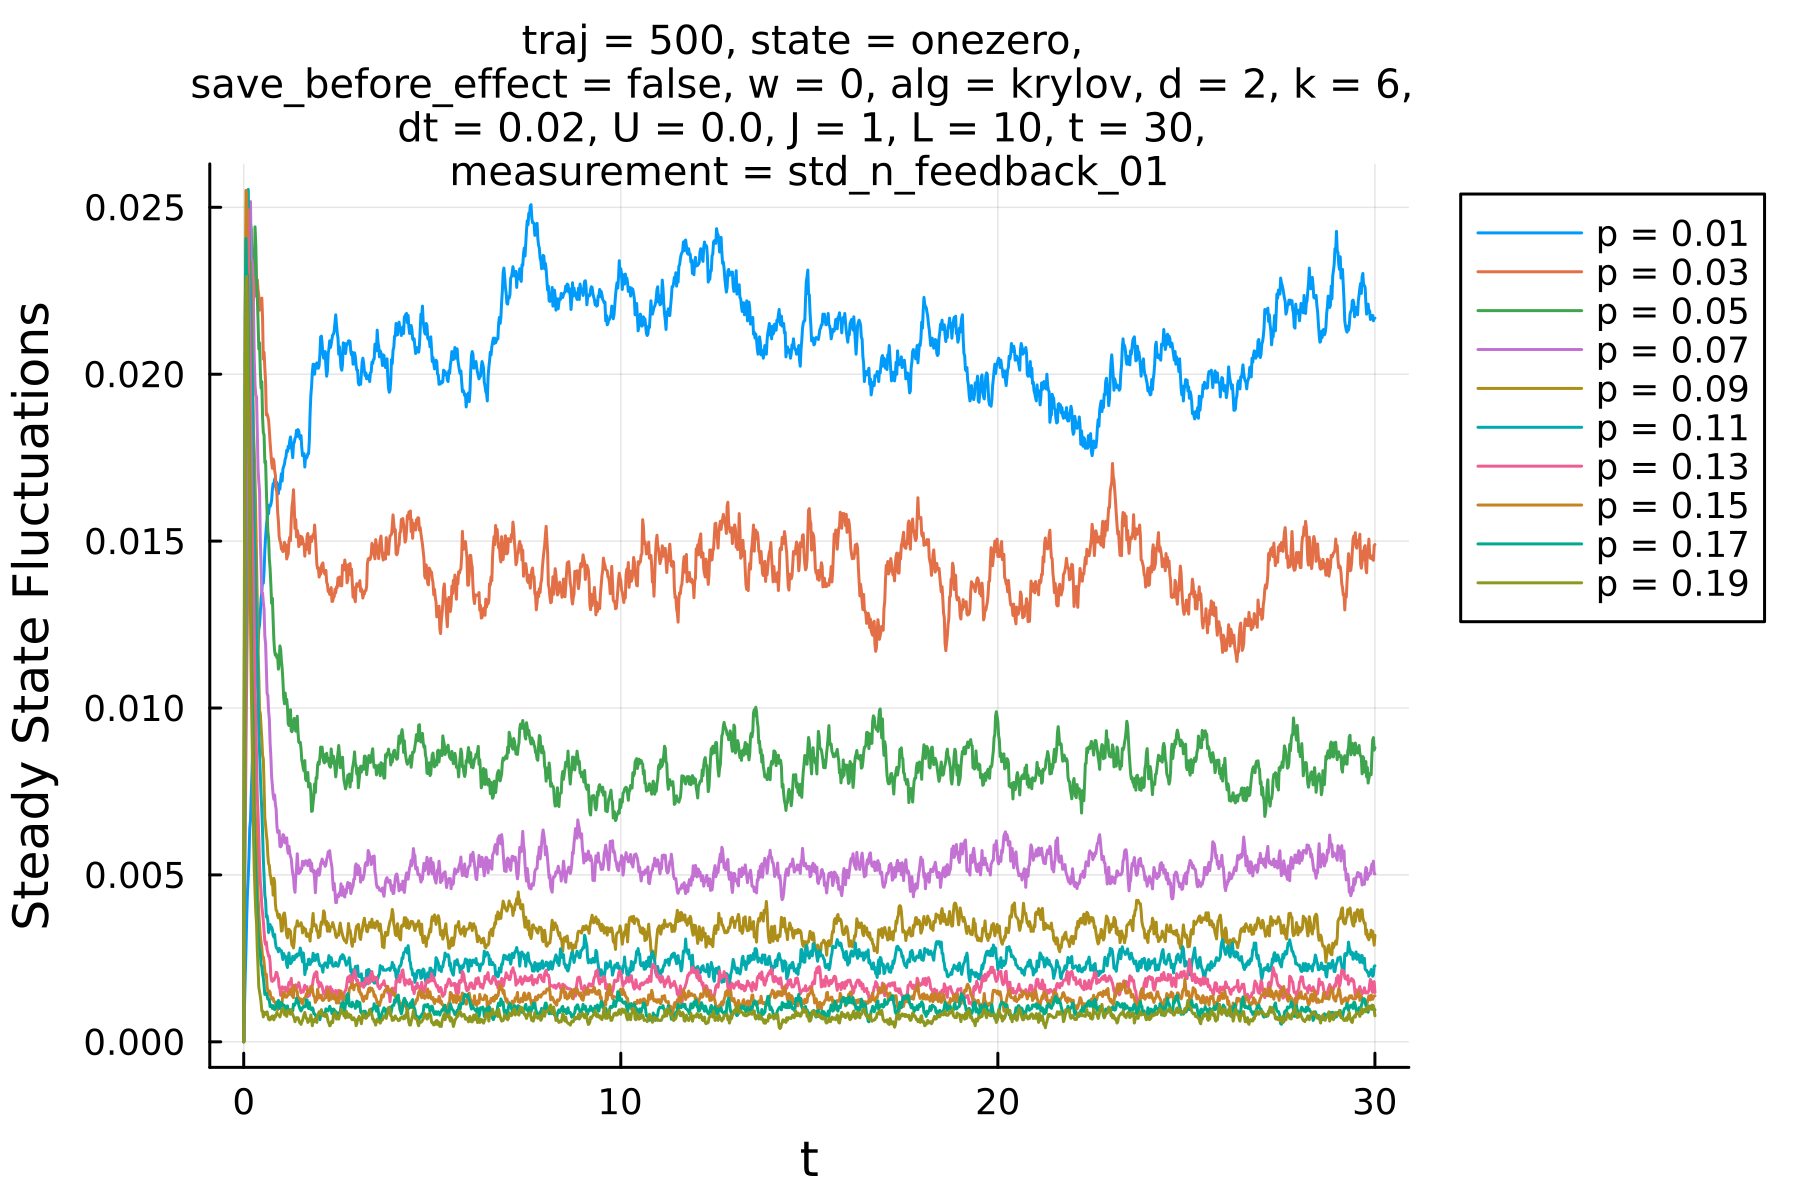 traj = 500, state = onezero,
save_before_effect = false, w = 0, alg = krylov, d = 2, k = 6,
dt = 0.02, U = 0.0, J = 1, L = 10, t = 30,
measurement = std_n_feedback_01
Steady State Fluctuations
0.025
0.020
0.015
0.010
0.005
0.000
0
10
20
30
t
p = 0.01
p = 0.03
p = 0.05
p = 0.07
p = 0.09
p = 0.11
p = 0.13
p = 0.15
p = 0.17
p = 0.19